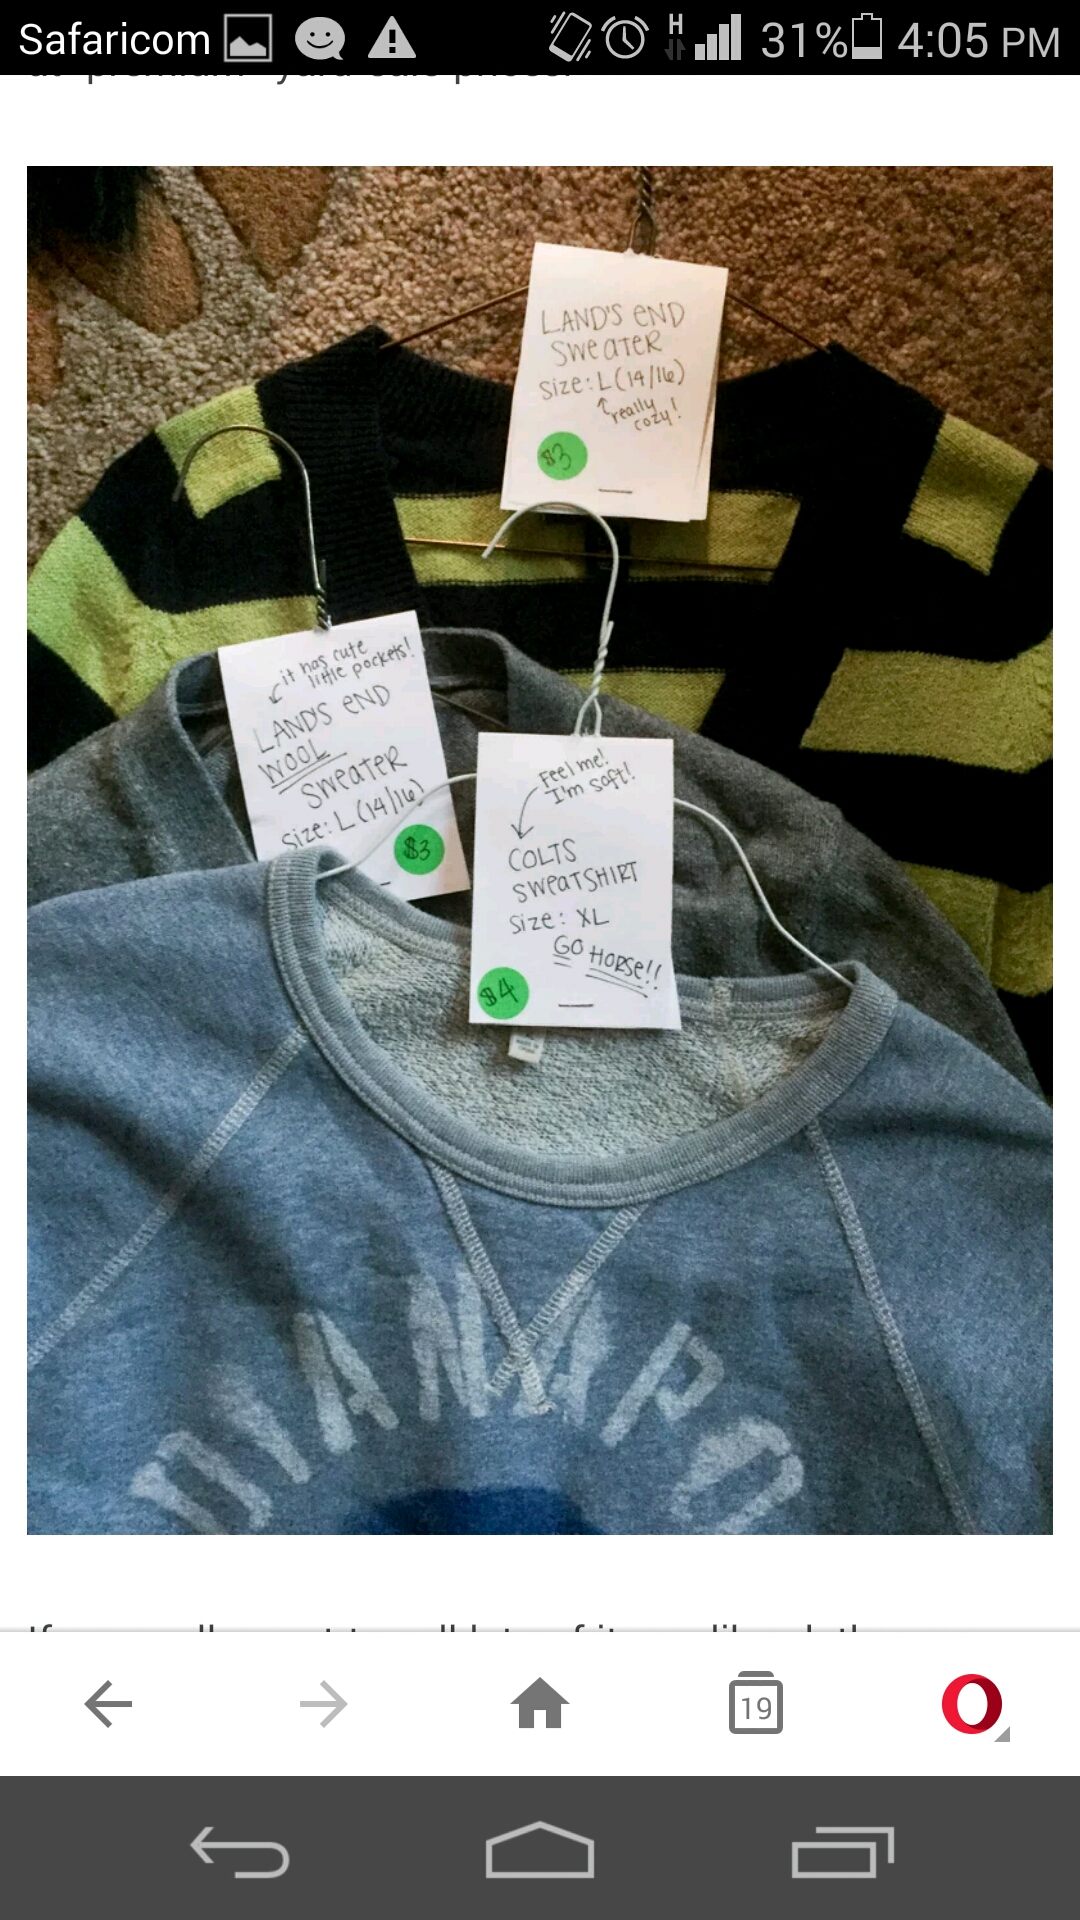 Safaricom
H
31%
4:05 PM
LAND'S END
SWEATER
Size: L (14/16)
really
cozy!
$3
it has cute
little pockets!
LAND'S END
WOOL
SWEATER
Size: L (14/16)
$3
Feel me!
I'm soft!
COLTS
SWEATSHIRT
Size: XL
GO HORSE!!
$4
DIANAPO
19